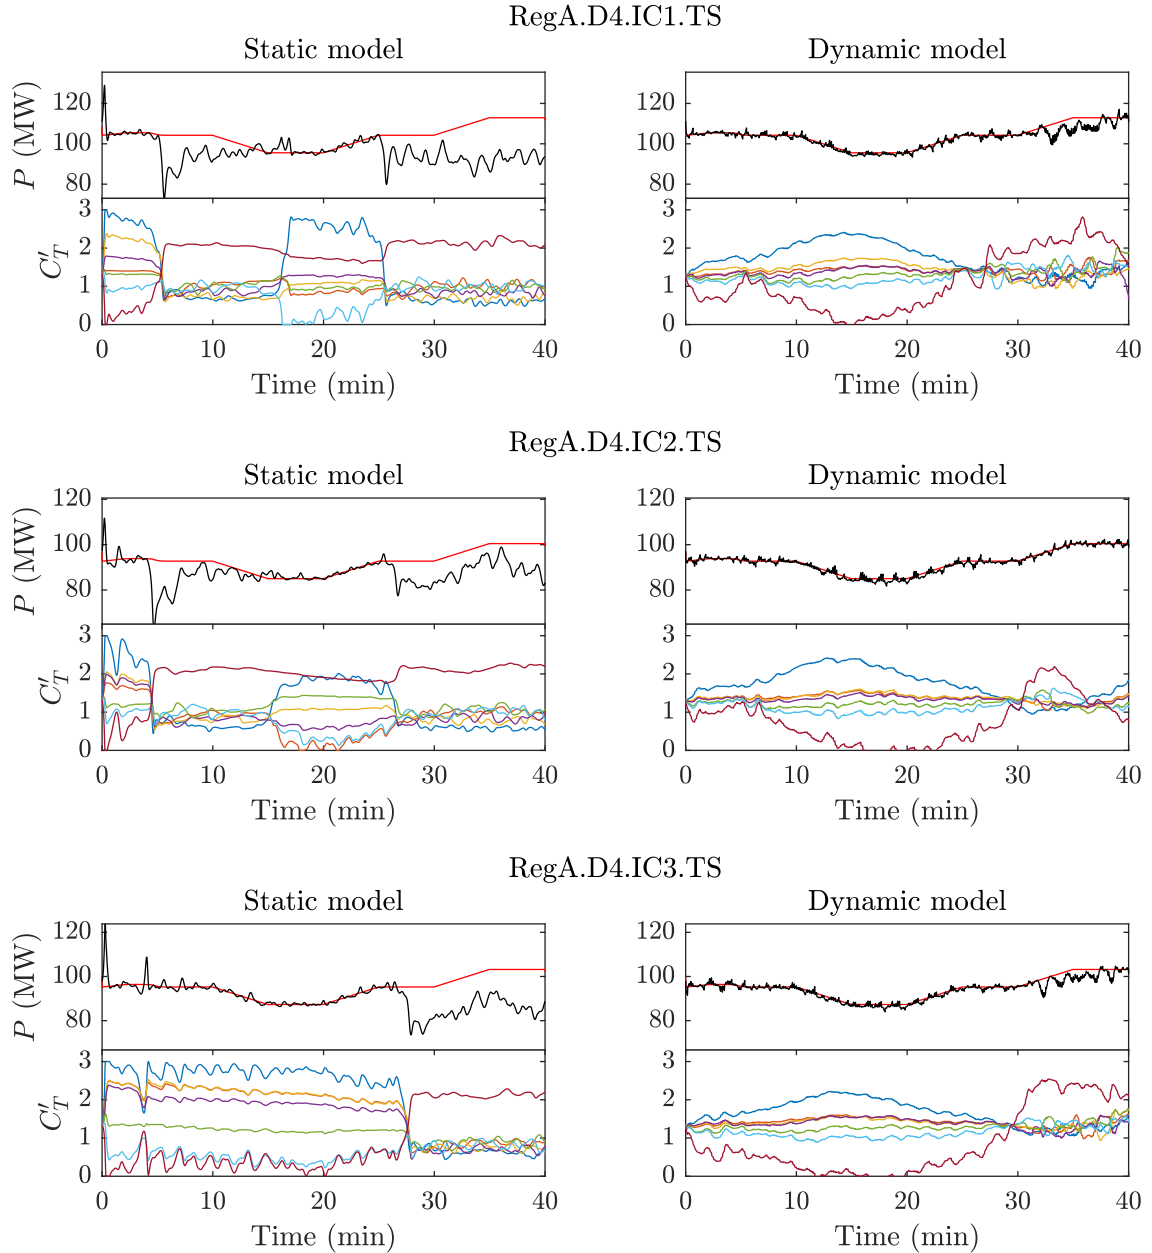 RegA.D4.IC1.TS
Static model
Dynamic model
P (MW)
120
100
80
120
100
80
C′T
3
2
1
0
3
2
1
0
0 10 20 30 40
0 10 20 30 40
Time (min)
Time (min)
RegA.D4.IC2.TS
Static model
Dynamic model
P (MW)
120
100
80
120
100
80
C′T
3
2
1
0
3
2
1
0
0 10 20 30 40
0 10 20 30 40
Time (min)
Time (min)
RegA.D4.IC3.TS
Static model
Dynamic model
P (MW)
120
100
80
120
100
80
C′T
3
2
1
0
3
2
1
0
0 10 20 30 40
0 10 20 30 40
Time (min)
Time (min)